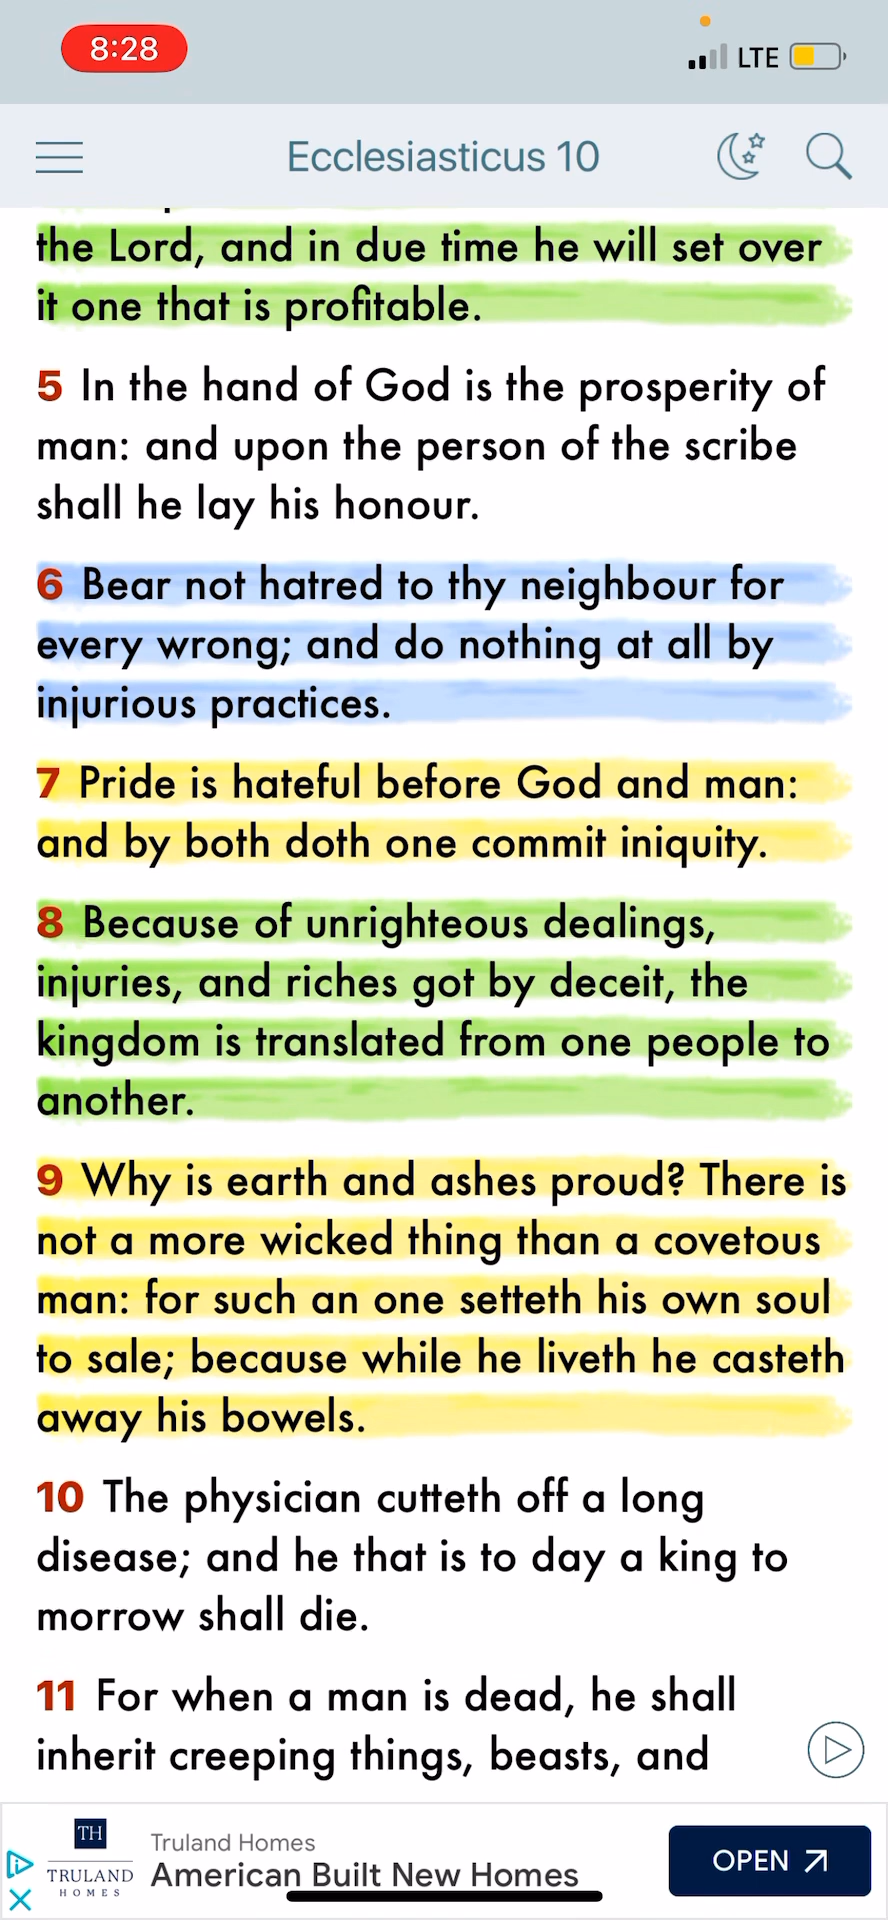 8:28
LTE
Ecclesiasticus 10
the Lord, and in due time he will set over
it one that is profitable.
5 In the hand of God is the prosperity of
man: and upon the person of the scribe
shall he lay his honour.
6 Bear not hatred to thy neighbour for
every wrong; and do nothing at all by
injurious practices.
7 Pride is hateful before God and man:
and by both doth one commit iniquity.
8 Because of unrighteous dealings,
injuries, and riches got by deceit, the
kingdom is translated from one people to
another.
9 Why is earth and ashes proud? There is
not a more wicked thing than a covetous
man: for such an one setteth his own soul
to sale; because while he liveth he casteth
away his bowels.
10 The physician cutteth off a long
disease; and he that is to day a king to
morrow shall die.
11 For when a man is dead, he shall
inherit creeping things, beasts, and
TH
TRULAND
HOMES
Truland Homes
American Built New Homes
OPEN